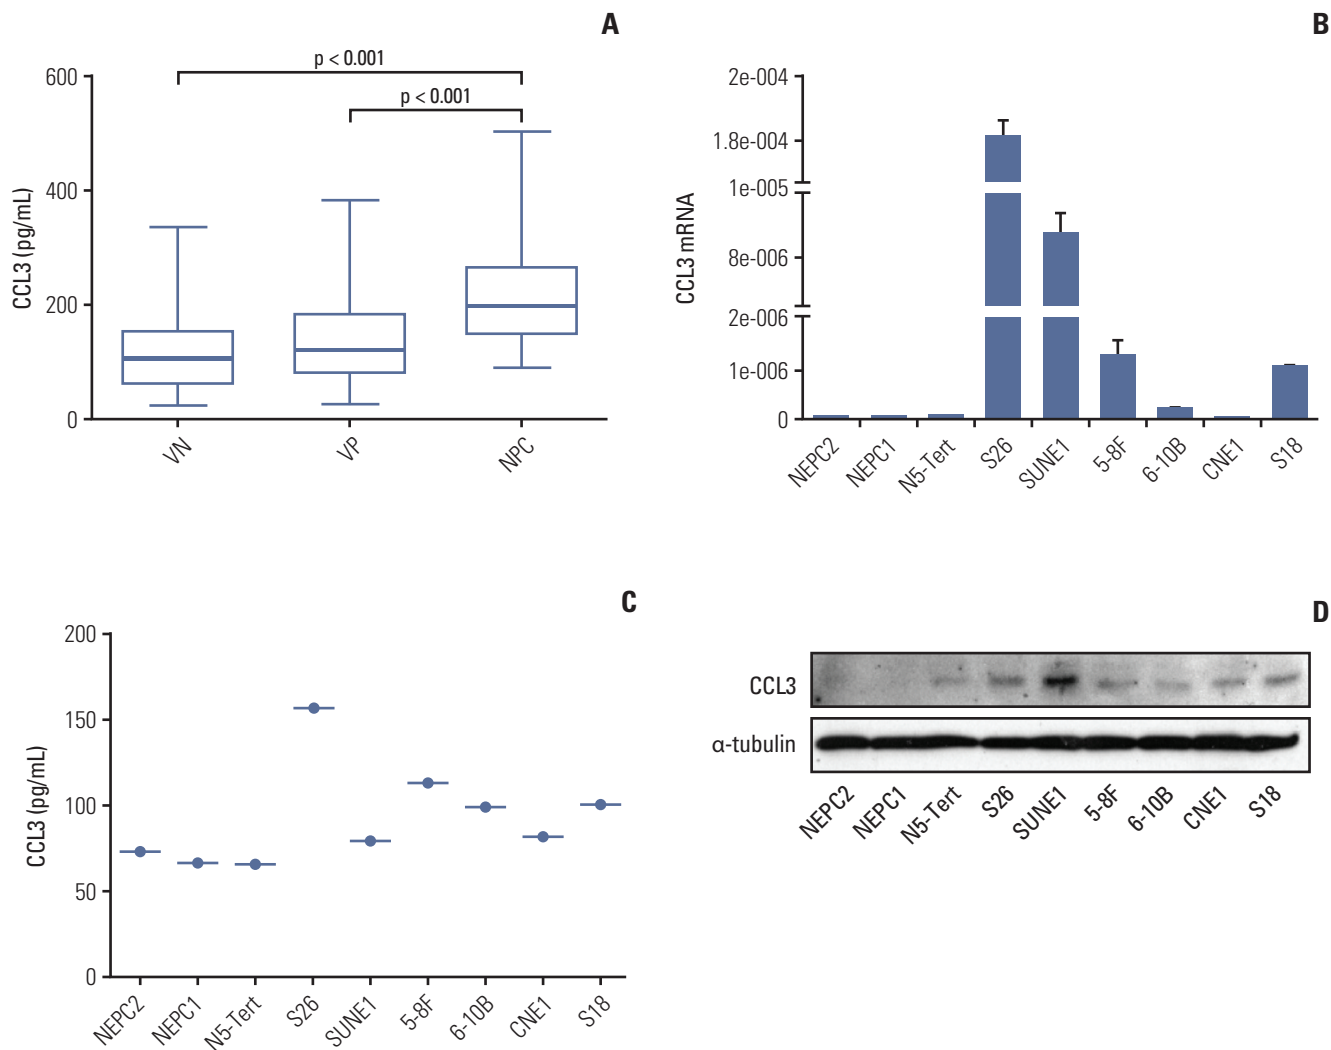 A
p < 0.001
p < 0.001
600
400
200
0
CCL3 (pg/mL)
VN
VP
NPC
B
2e-004
1.8e-004
1e-005
8e-006
2e-006
1e-006
0
CCL3 mRNA
NEPC2
NEPC1
N5-Tert
S26
SUNE1
5-8F
6-10B
CNE1
S18
C
200
150
100
50
0
CCL3 (pg/mL)
NEPC2
NEPC1
N5-Tert
S26
SUNE1
5-8F
6-10B
CNE1
S18
D
CCL3
α-tubulin
NEPC2
NEPC1
N5-Tert
S26
SUNE1
5-8F
6-10B
CNE1
S18